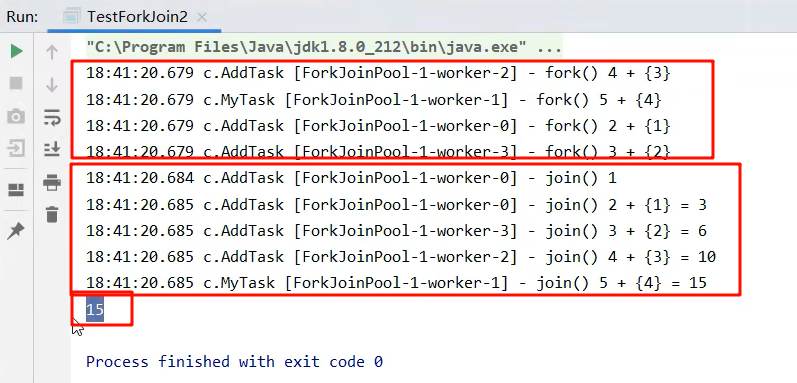 Run: TestForkJoin2 ×
"C:\Program Files\Java\jdk1.8.0_212\bin\java.exe" ...
18:41:20.679 c.AddTask [ForkJoinPool-1-worker-2] - fork() 4 + {3}
18:41:20.679 c.MyTask [ForkJoinPool-1-worker-1] - fork() 5 + {4}
18:41:20.679 c.AddTask [ForkJoinPool-1-worker-0] - fork() 2 + {1}
18:41:20.679 c.AddTask [ForkJoinPool-1-worker-3] - fork() 3 + {2}
18:41:20.684 c.AddTask [ForkJoinPool-1-worker-0] - join() 1
18:41:20.685 c.AddTask [ForkJoinPool-1-worker-0] - join() 2 + {1} = 3
18:41:20.685 c.AddTask [ForkJoinPool-1-worker-3] - join() 3 + {2} = 6
18:41:20.685 c.AddTask [ForkJoinPool-1-worker-2] - join() 4 + {3} = 10
18:41:20.685 c.MyTask [ForkJoinPool-1-worker-1] - join() 5 + {4} = 15
15
Process finished with exit code 0